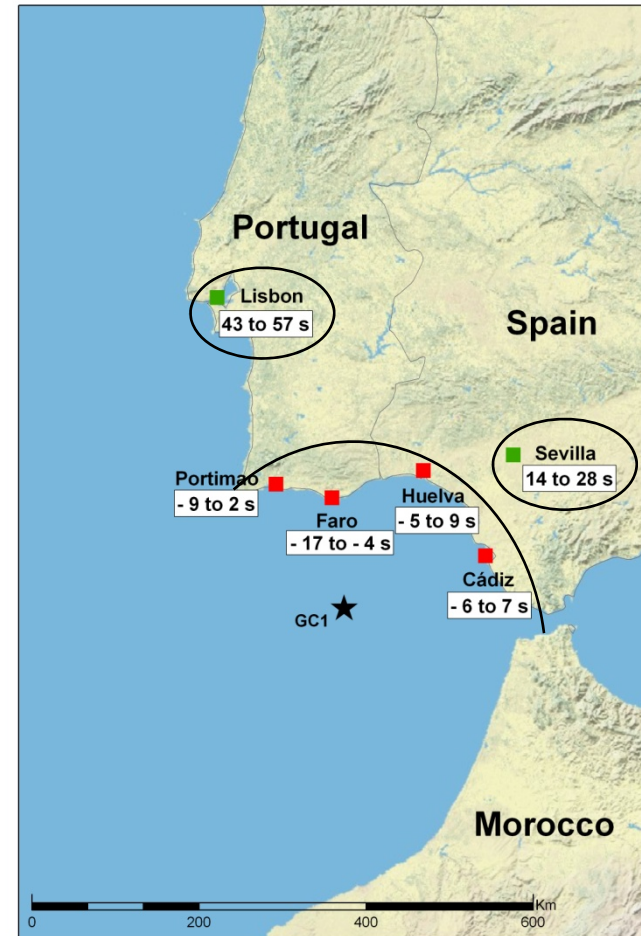 Portugal
Lisbon
43 to 57 s
Spain
Sevilla
14 to 28 s
Portimao
- 9 to 2 s
Huelva
- 5 to 9 s
Faro
- 17 to - 4 s
Cádiz
- 6 to 7 s
GC1
Morocco
Km
0 200 400 600